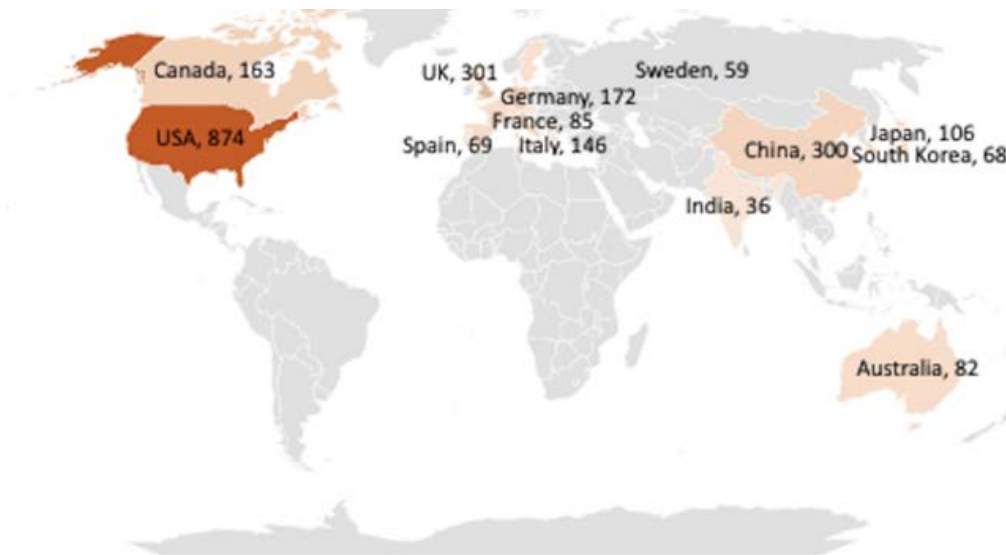 Canada, 163
UK, 301
Sweden, 59
Germany, 172
USA, 874
France, 85
Spain, 69
Italy, 146
Japan, 106
China, 300
South Korea, 68
India, 36
Australia, 82